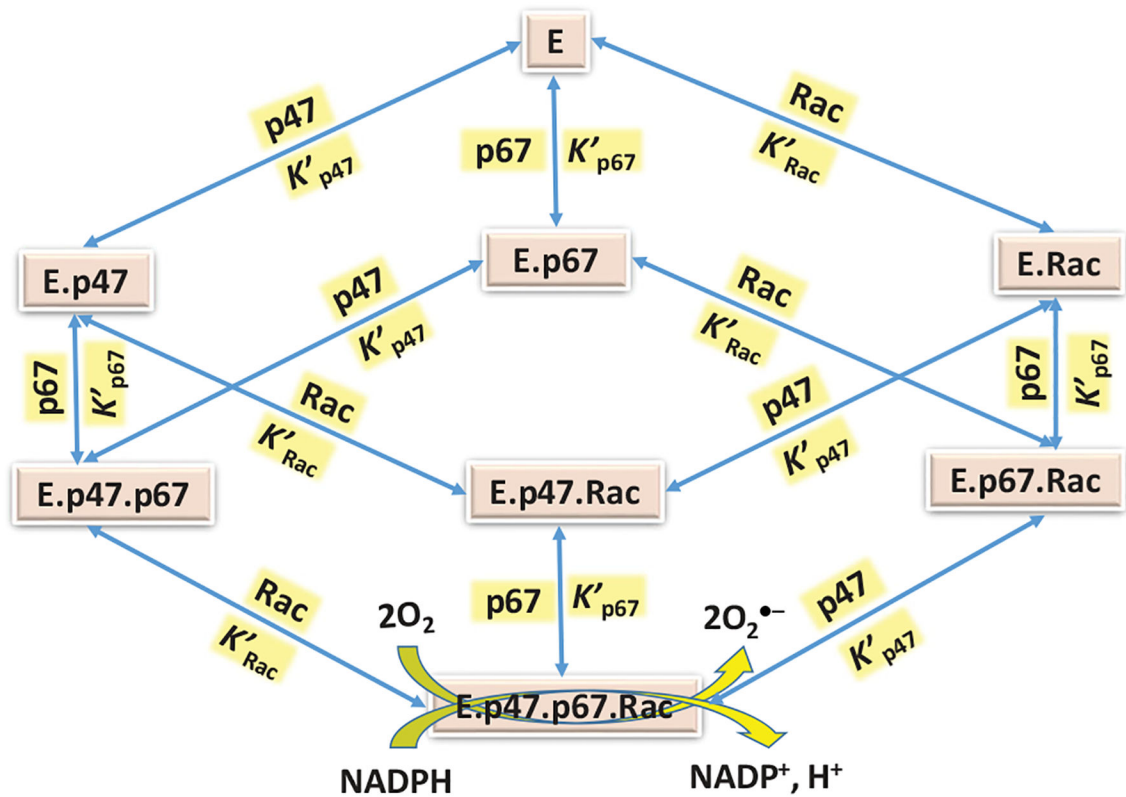 E
p47
K′p47
p67
K′p67
Rac
K′Rac
E.p47
E.p67
E.Rac
p67
K′p67
p47
K′p47
Rac
K′Rac
Rac
K′Rac
p47
K′p47
p67
K′p67
E.p47.p67
E.p47.Rac
E.p67.Rac
Rac
K′Rac
p67
K′p67
p47
K′p47
2O₂
2O₂•−
E.p47.p67.Rac
NADPH
NADP⁺, H⁺